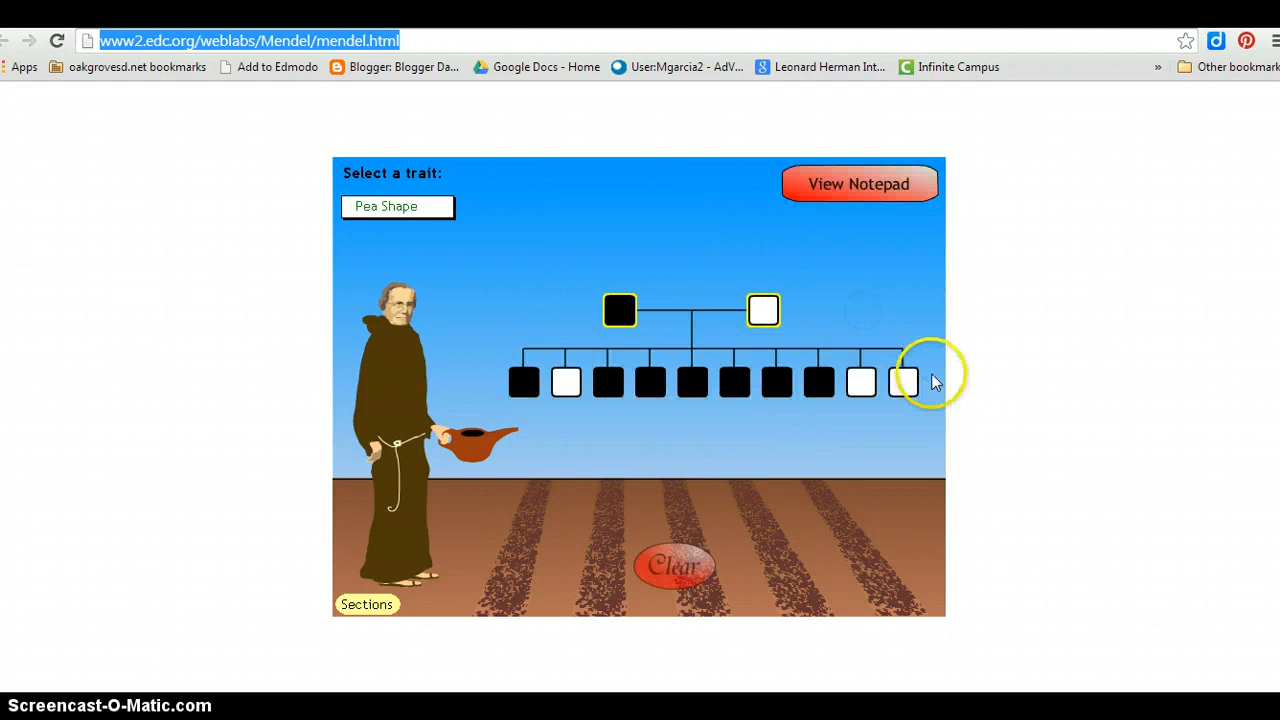 www2.edc.org/weblabs/Mendel/mendel.html
Apps oakgrovesd.net bookmarks Add to Edmodo Blogger: Blogger Da... Google Docs - Home User:Mgarcia2 - AdV... Leonard Herman Int... Infinite Campus » Other bookmark
Select a trait:
View Notepad
Pea Shape
Clear
Sections
Screencast-O-Matic.com